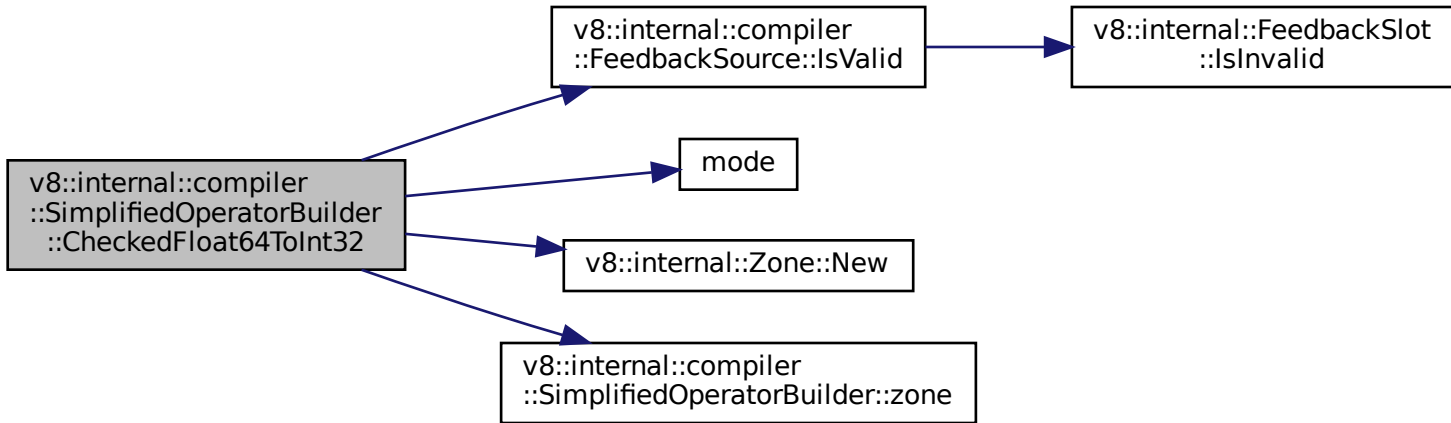 v8::internal::compiler
::FeedbackSource::IsValid
v8::internal::FeedbackSlot
::IsInvalid
mode
v8::internal::compiler
::SimplifiedOperatorBuilder
::CheckedFloat64ToInt32
v8::internal::Zone::New
v8::internal::compiler
::SimplifiedOperatorBuilder::zone